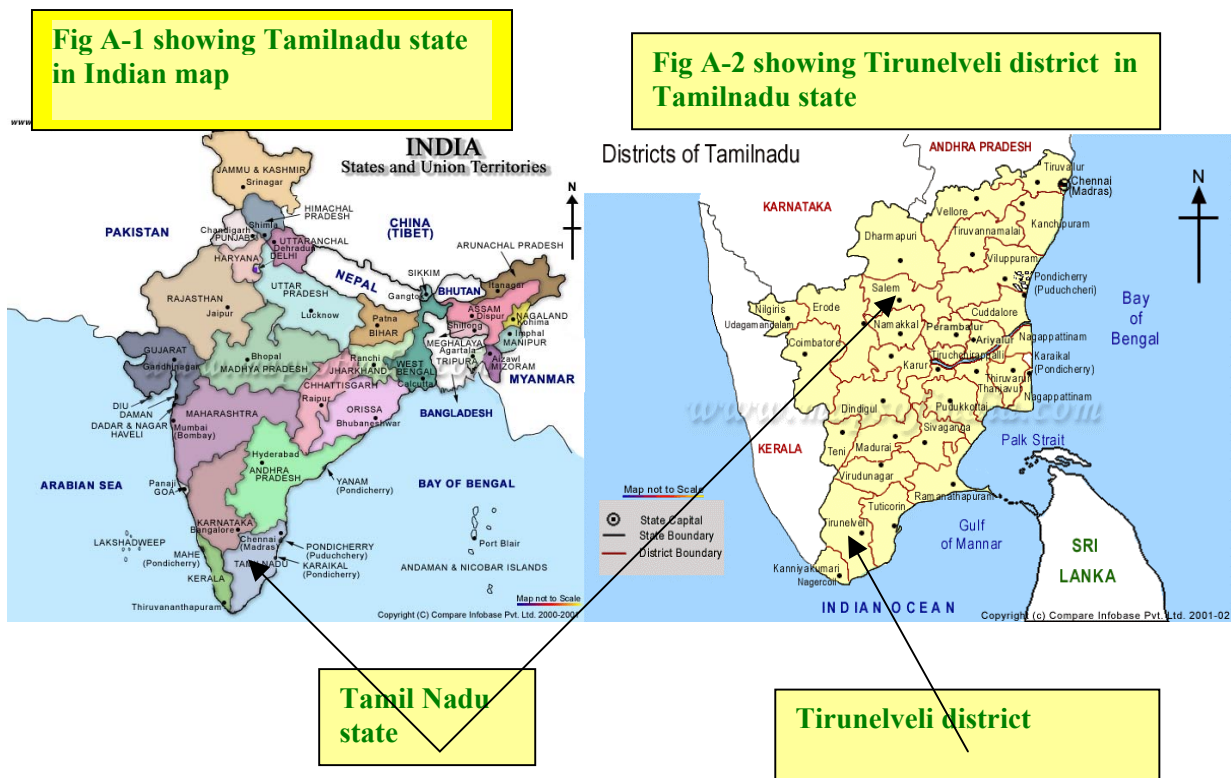 Fig A-1 showing Tamilnadu state
in Indian map
Fig A-2 showing Tirunelveli district in
Tamilnadu state
INDIA
States and Union Territories
N
JAMMU & KASHMIR
Srinagar
HIMACHAL
PRADESH
Shimla
Chandigarh
PUNJAB
UTTARANCHAL
Dehradun
DELHI
HARYANA
PAKISTAN
CHINA
(TIBET)
ARUNACHAL PRADESH
Itanagar
SIKKIM
Gangtok
NEPAL
BHUTAN
RAJASTHAN
Jaipur
UTTAR
PRADESH
Lucknow
Patna
BIHAR
ASSAM
Dispur
NAGALAND
Kohima
Shillong
Imphal
MANIPUR
MEGHALAYA
Agartala
TRIPURA
Aizawl
MIZORAM
MYANMAR
GUJARAT
Gandhinagar
Bhopal
MADHYA PRADESH
Ranchi
JHARKHAND
WEST
BENGAL
Calcutta
BANGLADESH
CHHATTISGARH
Raipur
ORISSA
Bhubaneshwar
DIU
DAMAN
DADAR & NAGAR
HAVELI
MAHARASHTRA
Mumbai
(Bombay)
Hyderabad
ANDHRA
PRADESH
YANAM
(Pondicherry)
ARABIAN SEA
BAY OF BENGAL
Panaji
GOA
KARNATAKA
Bangalore
Chennai
(Madras)
PONDICHERRY
(Puduchchery)
KARAIKAL
(Pondicherry)
LAKSHADWEEP
MAHE
(Pondicherry)
KERALA
TAMILNADU
Thiruvananthapuram
Port Blair
ANDAMAN & NICOBAR ISLANDS
Map not to Scale
Copyright (C) Compare Infobase Pvt. Ltd. 2000-2001
Districts of Tamilnadu
ANDHRA PRADESH
N
KARNATAKA
Tiruvallur
Chennai
(Madras)
Vellore
Kanchipuram
Tiruvannamalai
Dharmapuri
Viluppuram
Pondicherry
(Puduchcheri)
Salem
Nilgiris
Udagamandalam
Erode
Cuddalore
Namakkal
Perambalur
Ariyalur
Nagappattinam
Coimbatore
Tiruchchirappalli
Karur
Karaikal
(Pondicherry)
Thiruvarur
Thanjavur
Nagappattinam
Bay
of
Bengal
Dindigul
Pudukkottai
KERALA
Teni
Madurai
Sivaganga
Palk Strait
Virudunagar
Ramanathapuram
Map not to Scale
State Capital
State Boundary
District Boundary
Tirunelveli
Tuticorin
Gulf
of Mannar
Kanniyakumari
Nagercoil
SRI
LANKA
INDIAN OCEAN
Copyright (c) Compare Infobase Pvt. Ltd. 2001-02
Tamil Nadu
state
Tirunelveli district